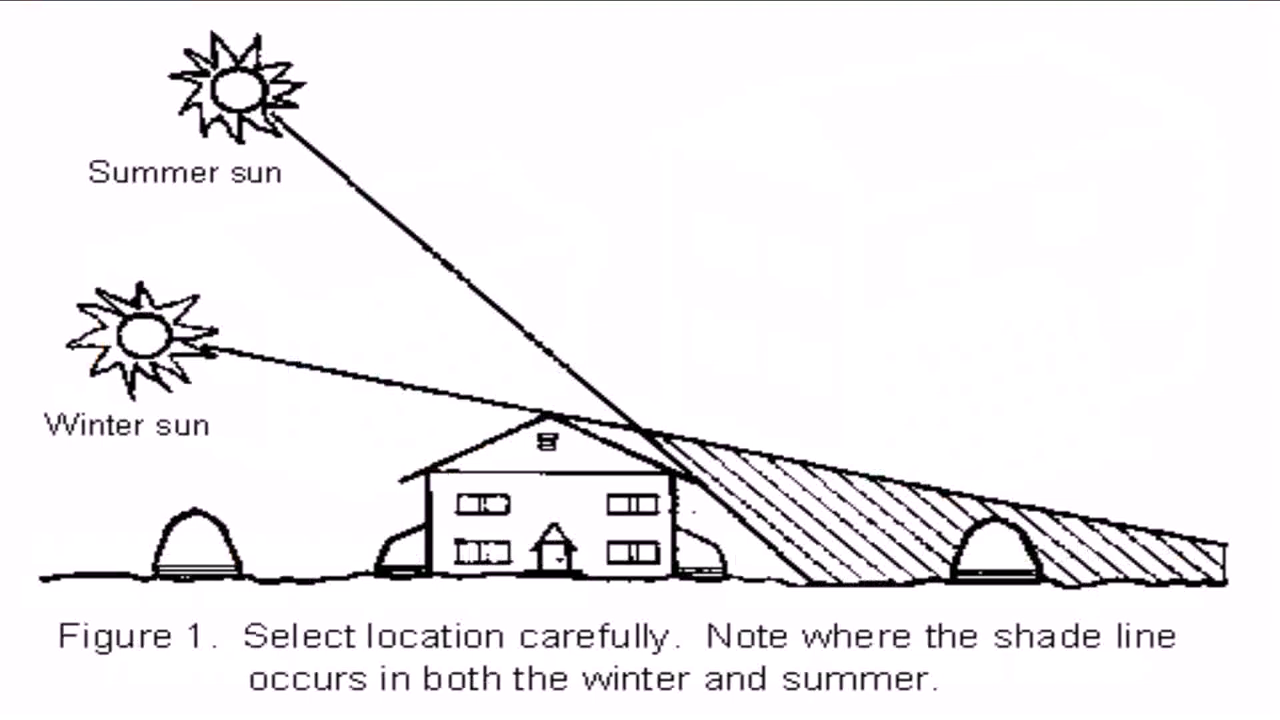 Summer sun
Winter sun
Figure 1. Select location carefully. Note where the shade line
occurs in both the winter and summer.